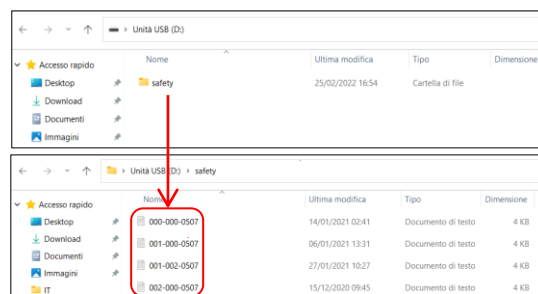 Unità USB (D:)
Nome Ultima modifica Tipo Dimensione
Accesso rapido
Desktop safety 25/02/2022 16:54 Cartella di file
Download
Documenti
Immagini
Unità USB (D:) › safety
Nome Ultima modifica Tipo Dimensione
Accesso rapido
Desktop 000-000-0507 14/01/2021 02:41 Documento di testo 4 KB
Download 001-000-0507 06/01/2021 13:31 Documento di testo 4 KB
Documenti
Immagini 001-002-0507 27/01/2021 10:27 Documento di testo 4 KB
IT 002-000-0507 15/12/2020 09:45 Documento di testo 4 KB